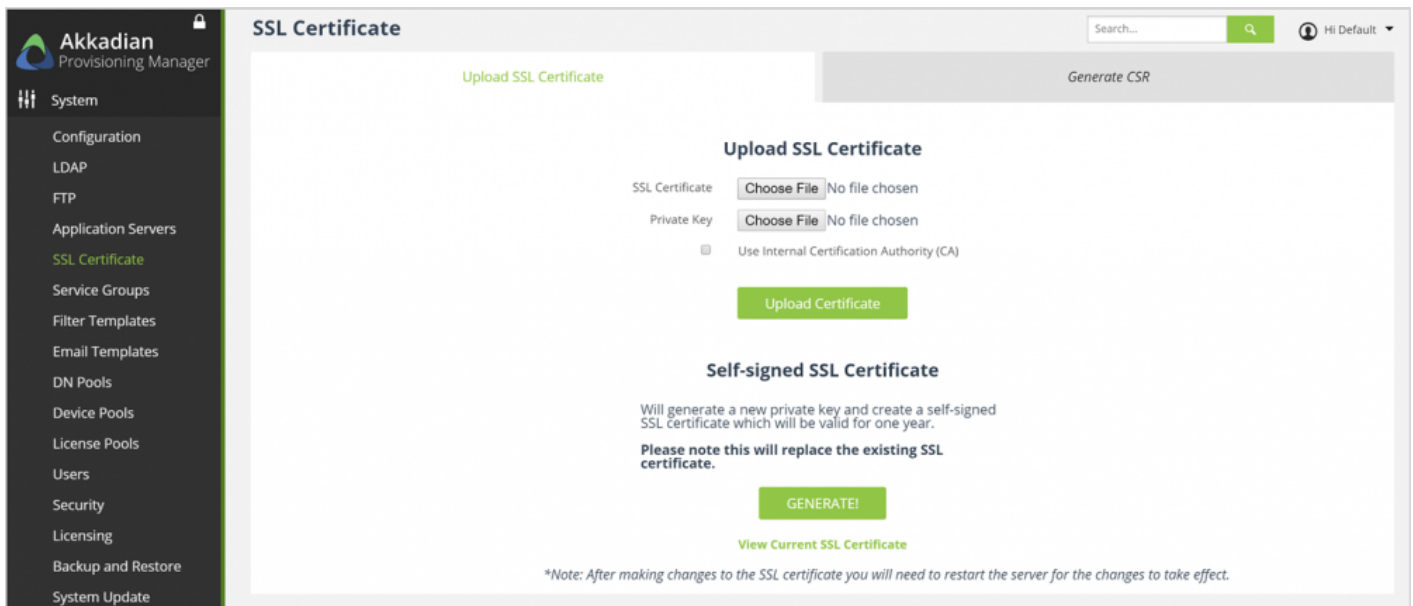 Akkadian
Provisioning Manager
System
Configuration
LDAP
FTP
Application Servers
SSL Certificate
Service Groups
Filter Templates
Email Templates
DN Pools
Device Pools
License Pools
Users
Security
Licensing
Backup and Restore
System Update
SSL Certificate
Search...
Hi Default
Upload SSL Certificate
Generate CSR
Upload SSL Certificate
SSL Certificate Choose File No file chosen
Private Key Choose File No file chosen
Use Internal Certification Authority (CA)
Upload Certificate
Self-signed SSL Certificate
Will generate a new private key and create a self-signed
SSL certificate which will be valid for one year.
Please note this will replace the existing SSL
certificate.
GENERATE!
View Current SSL Certificate
*Note: After making changes to the SSL certificate you will need to restart the server for the changes to take effect.